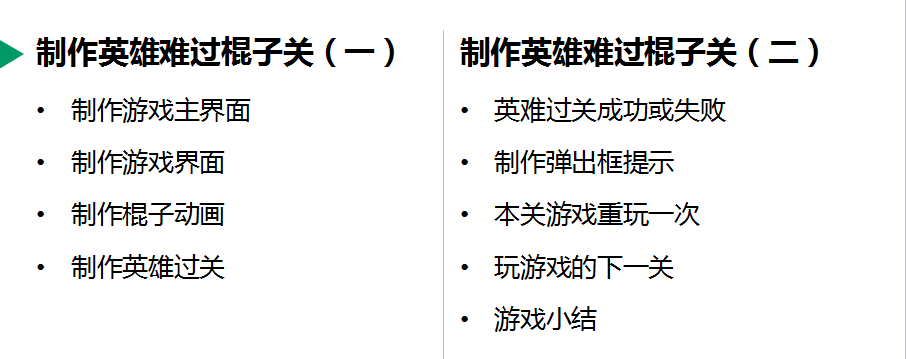 制作英雄难过棍子关（一）
• 制作游戏主界面
• 制作游戏界面
• 制作棍子动画
• 制作英雄过关
制作英雄难过棍子关（二）
• 英难过关成功或失败
• 制作弹出框提示
• 本关游戏重玩一次
• 玩游戏的下一关
• 游戏小结